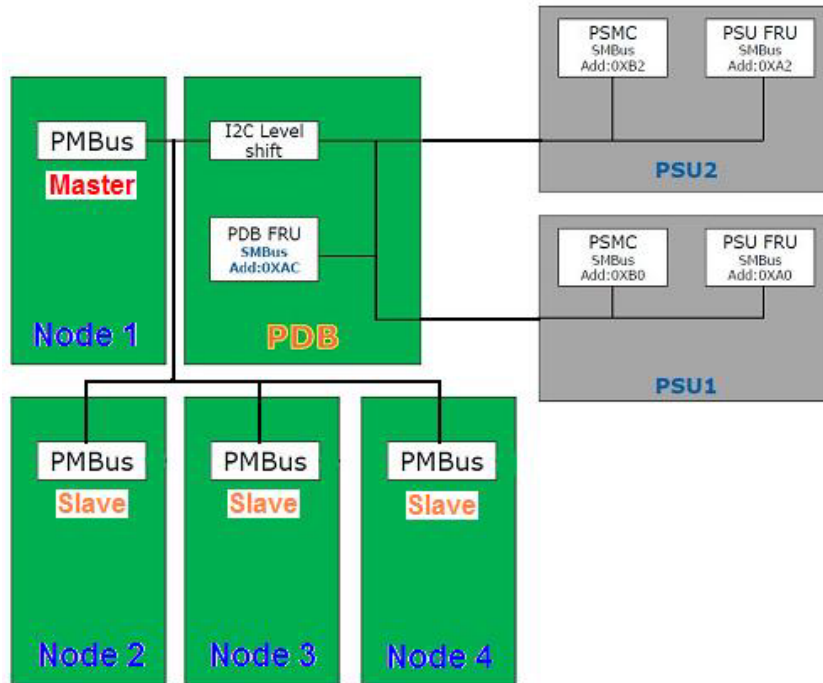 PSMC
SMBus
Add:0XB2
PSU FRU
SMBus
Add:0XA2
PSU2
PMBus
Master
Node 1
I2C Level
shift
PDB FRU
SMBus
Add:0XAC
PDB
PSMC
SMBus
Add:0XB0
PSU FRU
SMBus
Add:0XA0
PSU1
PMBus
Slave
Node 2
PMBus
Slave
Node 3
PMBus
Slave
Node 4